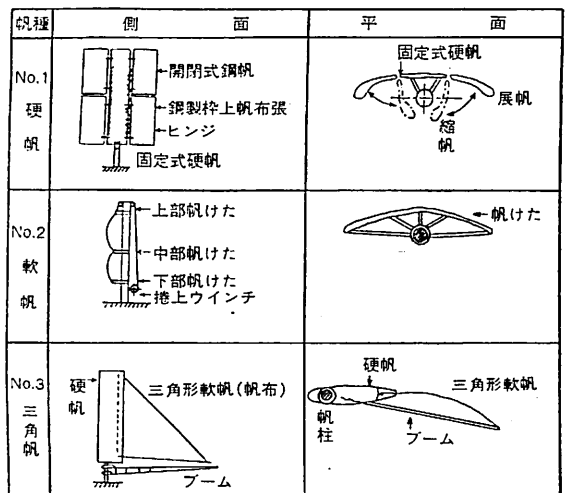 帆種 側 面 平 面
No.1 硬帆
開閉式鋼帆
鋼製枠上帆布張
ヒンジ
固定式硬帆
固定式硬帆
展帆
縮帆
No.2 軟帆
上部帆けた
中部帆けた
下部帆けた
捲上ウインチ
帆けた
No.3 三角帆
硬帆
三角形軟帆(帆布)
ブーム
硬帆
三角形軟帆
帆柱
ブーム